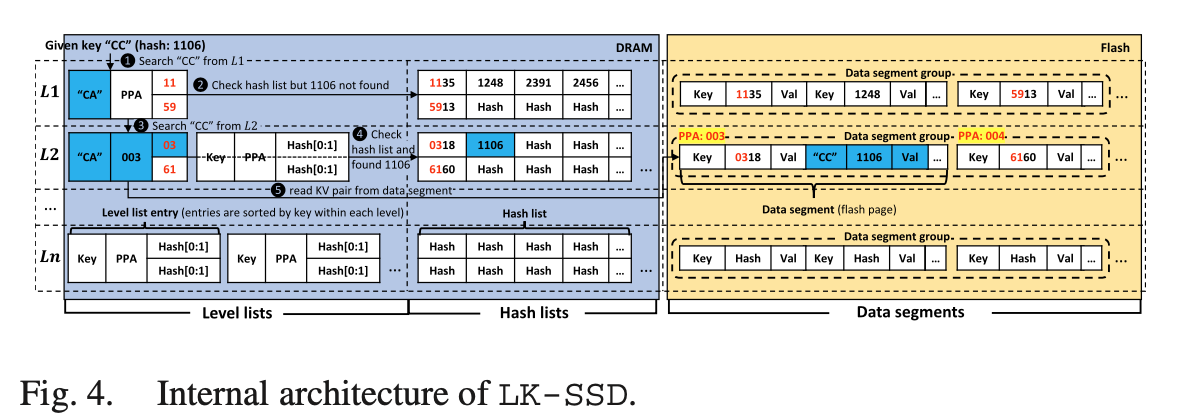 Given key “CC” (hash: 1106)
DRAM
Flash
❶ Search “CC” from L1
L1
“CA”
PPA
11
59
❷ Check hash list but 1106 not found
1135 1248 2391 2456 ...
5913 Hash Hash Hash ...
Data segment group
Key 1135 Val Key 1248 Val ...
Key 5913 Val ...
...
❸ Search “CC” from L2
L2
“CA”
003
03
61
Key PPA Hash[0:1]
Hash[0:1]
❹ Check
hash list and
found 1106
0318 1106 Hash Hash ...
6160 Hash Hash Hash ...
...
PPA: 003
Data segment group
PPA: 004
Key 0318 Val “CC” 1106 Val ...
Key 6160 Val ...
...
❺ read KV pair from data segment
Data segment (flash page)
...
Level list entry (entries are sorted by key within each level)
Hash list
Ln
Key PPA Hash[0:1]
Hash[0:1]
Key PPA Hash[0:1]
Hash[0:1]
...
Hash Hash Hash Hash ...
Hash Hash Hash Hash ...
...
Data segment group
Key Hash Val Key Hash Val ...
Key Hash Val ...
...
Level lists
Hash lists
Data segments
Fig. 4. Internal architecture of LK-SSD.